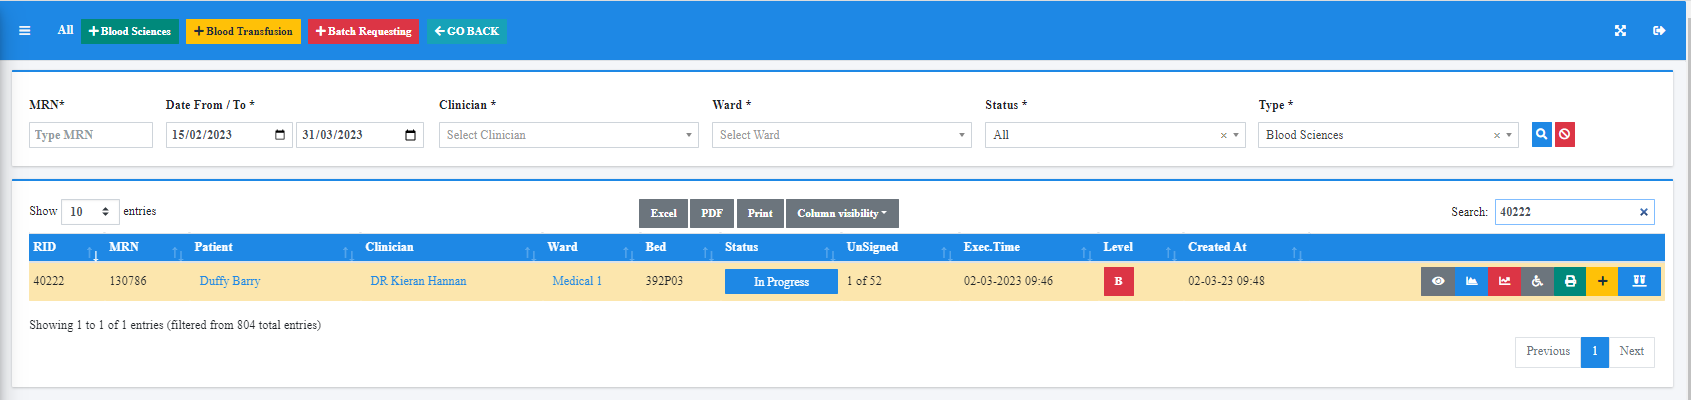 All Blood Sciences Blood Transfusion Batch Requesting GO BACK
MRN* Date From / To * Clinician * Ward * Status * Type *
Type MRN 15/02/2023 31/03/2023 Select Clinician Select Ward All × Blood Sciences ×
Show 10 entries Excel PDF Print Column visibility Search: 40222 ×
RID MRN Patient Clinician Ward Bed Status UnSigned Exec.Time Level Created At
40222 130786 Duffy Barry DR Kieran Hannan Medical 1 392P03 In Progress 1 of 52 02-03-2023 09:46 B 02-03-23 09:48
Showing 1 to 1 of 1 entries (filtered from 804 total entries)
Previous 1 Next